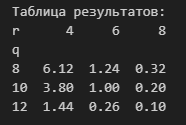 Таблица результатов:
r 4 6 8
q
8 6.12 1.24 0.32
10 3.80 1.00 0.20
12 1.44 0.26 0.10